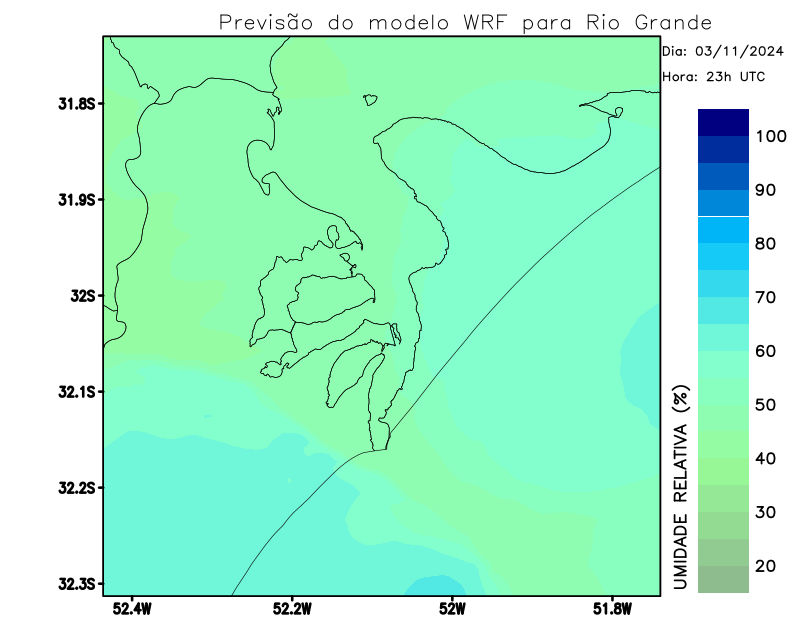 Previsão do modelo WRF para Rio Grande
Dia: 03/11/2024
Hora: 23h UTC
31.8S
31.9S
32S
32.1S
32.2S
32.3S
52.4W
52.2W
52W
51.8W
100
90
80
70
60
50
40
30
20
UMIDADE RELATIVA (%)